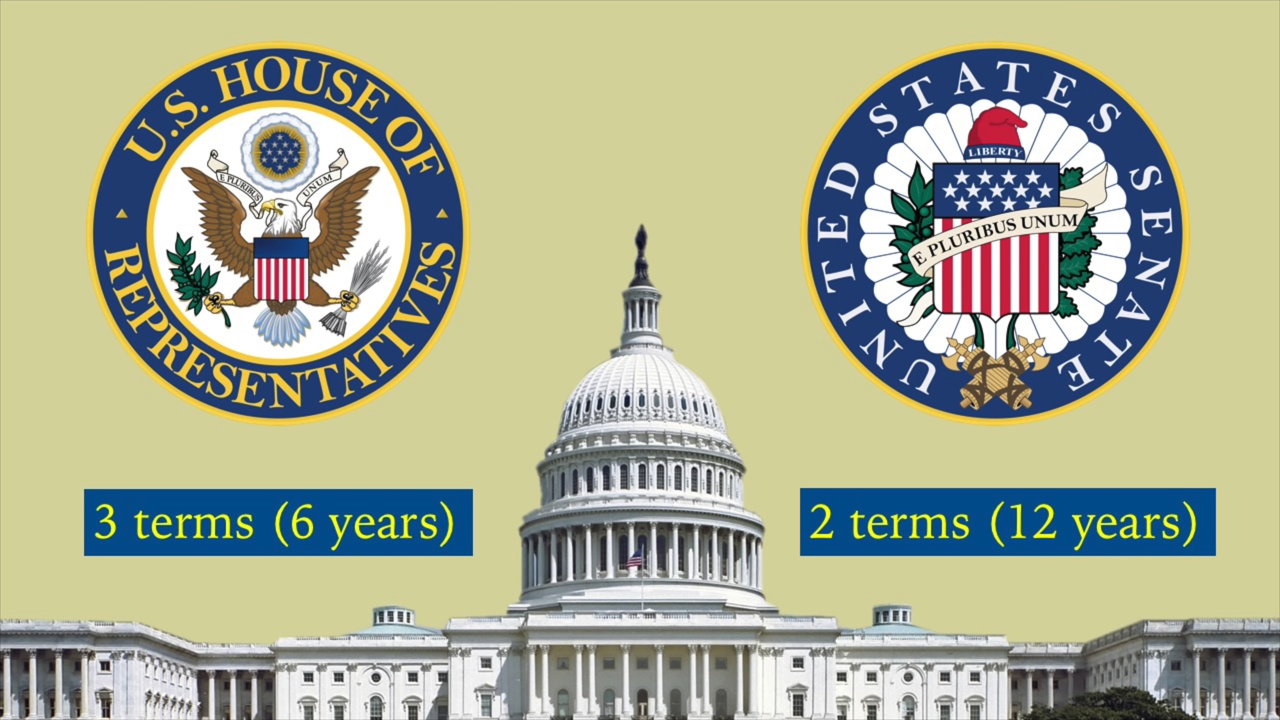 U.S. HOUSE OF
REPRESENTATIVES
E PLURIBUS UNUM
UNITED STATES SENATE
LIBERTY
E PLURIBUS UNUM
3 terms (6 years)
2 terms (12 years)